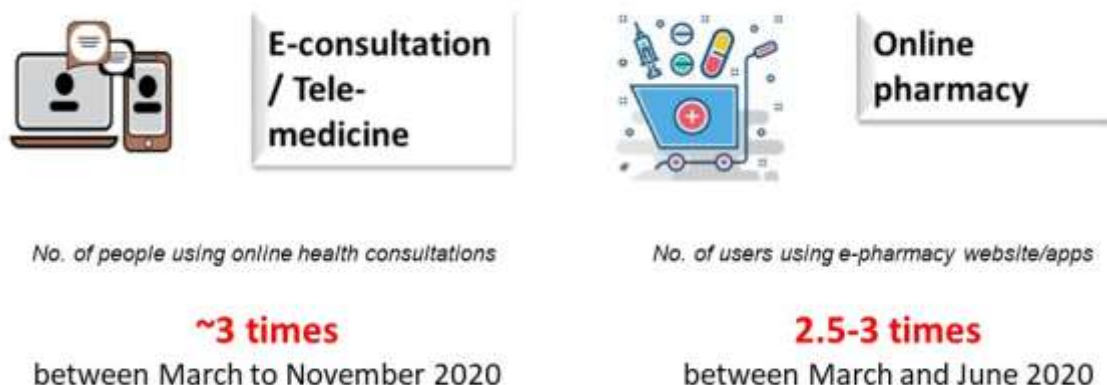 E-consultation
/ Tele-
medicine
Online
pharmacy
No. of people using online health consultations
No. of users using e-pharmacy website/apps
~3 times
between March to November 2020
2.5-3 times
between March and June 2020